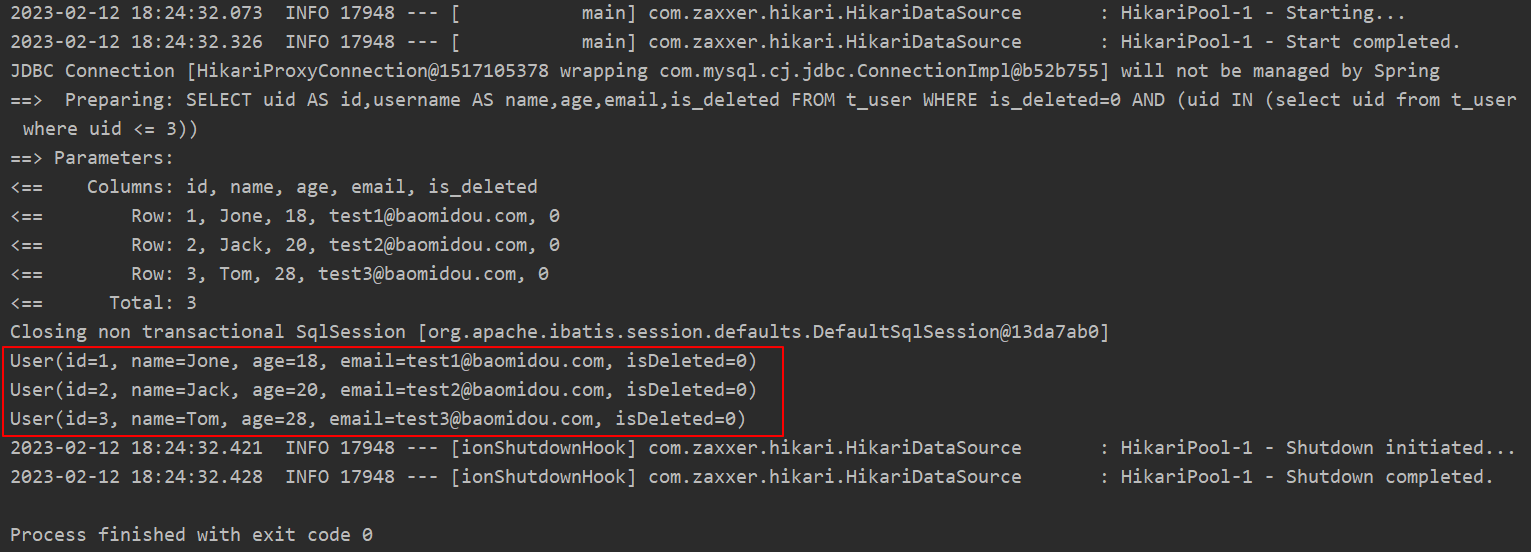 2023-02-12 18:24:32.073  INFO 17948 --- [           main] com.zaxxer.hikari.HikariDataSource       : HikariPool-1 - Starting...
2023-02-12 18:24:32.326  INFO 17948 --- [           main] com.zaxxer.hikari.HikariDataSource       : HikariPool-1 - Start completed.
JDBC Connection [HikariProxyConnection@1517105378 wrapping com.mysql.cj.jdbc.ConnectionImpl@b52b755] will not be managed by Spring
==>  Preparing: SELECT uid AS id,username AS name,age,email,is_deleted FROM t_user WHERE is_deleted=0 AND (uid IN (select uid from t_user
 where uid <= 3))
==> Parameters:
<==    Columns: id, name, age, email, is_deleted
<==        Row: 1, Jone, 18, test1@baomidou.com, 0
<==        Row: 2, Jack, 20, test2@baomidou.com, 0
<==        Row: 3, Tom, 28, test3@baomidou.com, 0
<==      Total: 3
Closing non transactional SqlSession [org.apache.ibatis.session.defaults.DefaultSqlSession@13da7ab0]
User(id=1, name=Jone, age=18, email=test1@baomidou.com, isDeleted=0)
User(id=2, name=Jack, age=20, email=test2@baomidou.com, isDeleted=0)
User(id=3, name=Tom, age=28, email=test3@baomidou.com, isDeleted=0)
2023-02-12 18:24:32.421  INFO 17948 --- [ionShutdownHook] com.zaxxer.hikari.HikariDataSource       : HikariPool-1 - Shutdown initiated...
2023-02-12 18:24:32.428  INFO 17948 --- [ionShutdownHook] com.zaxxer.hikari.HikariDataSource       : HikariPool-1 - Shutdown completed.
Process finished with exit code 0